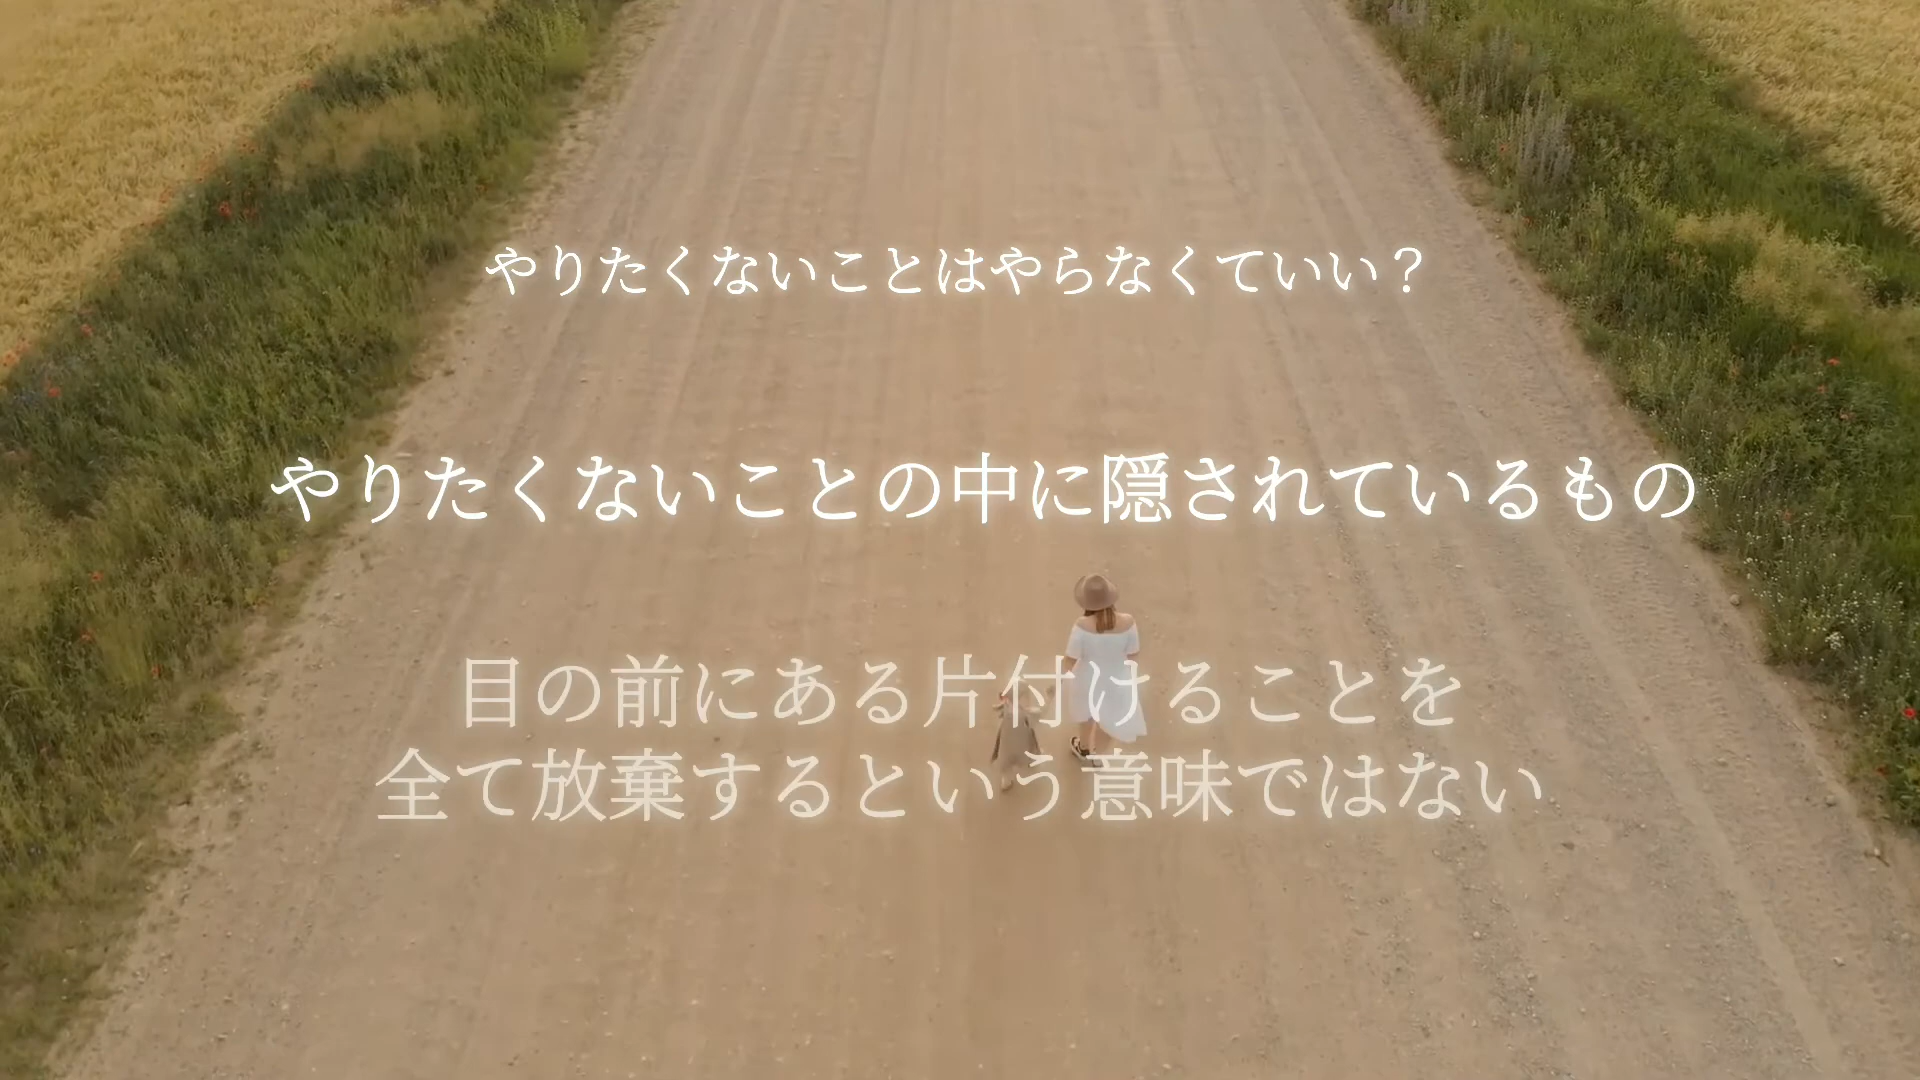 やりたくないことはやらなくていい？
やりたくないことの中に隠されているもの
目の前にある片付けることを
全て放棄するという意味ではない